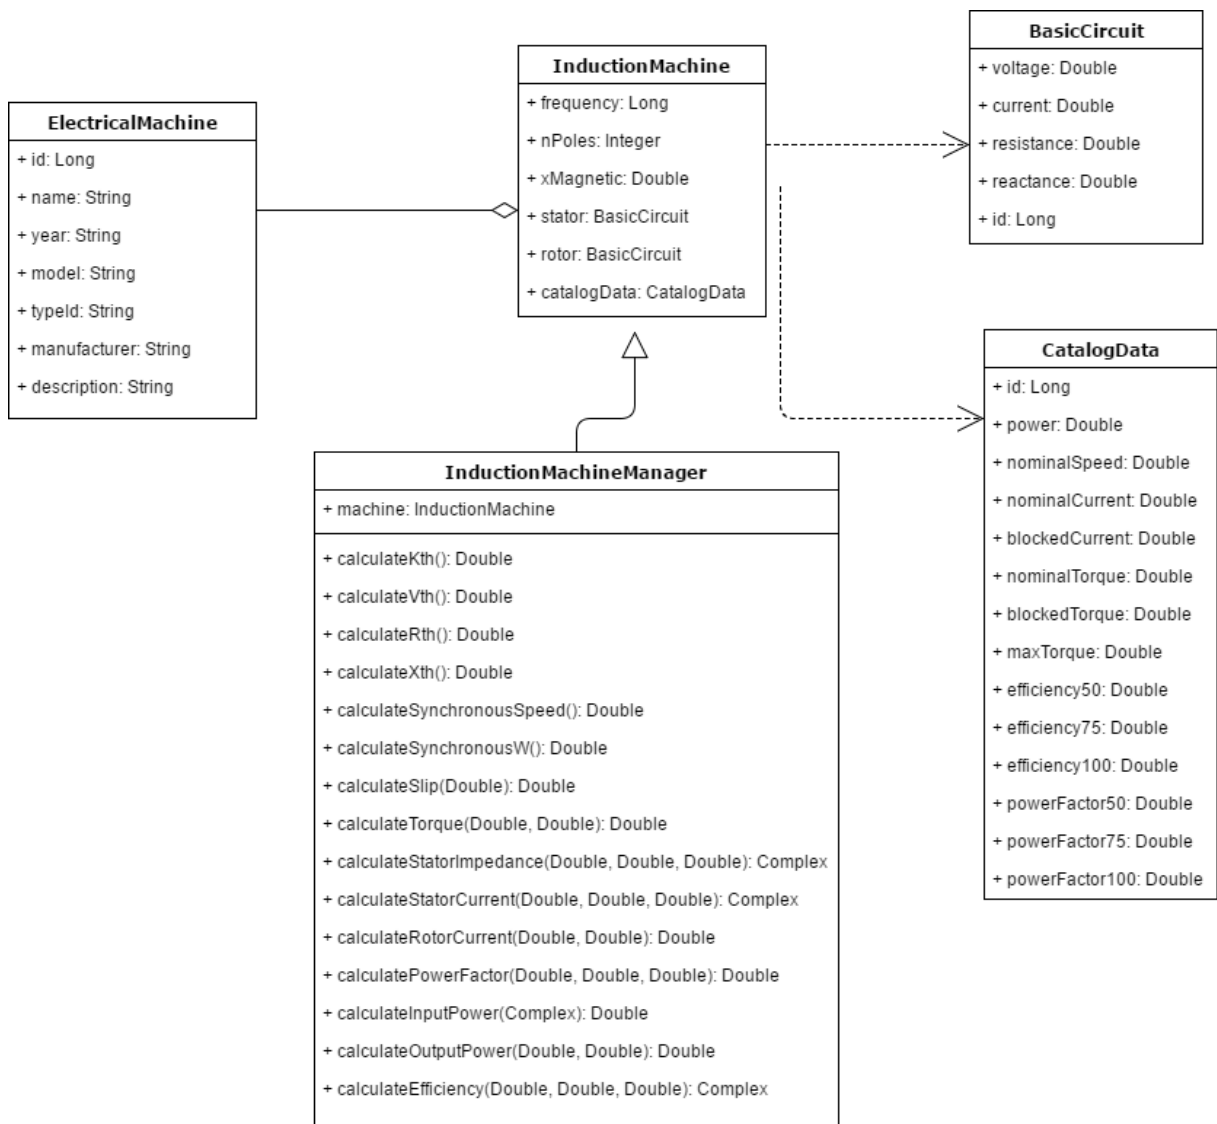 ElectricalMachine
+ id: Long
+ name: String
+ year: String
+ model: String
+ typeId: String
+ manufacturer: String
+ description: String
InductionMachine
+ frequency: Long
+ nPoles: Integer
+ xMagnetic: Double
+ stator: BasicCircuit
+ rotor: BasicCircuit
+ catalogData: CatalogData
BasicCircuit
+ voltage: Double
+ current: Double
+ resistance: Double
+ reactance: Double
+ id: Long
CatalogData
+ id: Long
+ power: Double
+ nominalSpeed: Double
+ nominalCurrent: Double
+ blockedCurrent: Double
+ nominalTorque: Double
+ blockedTorque: Double
+ maxTorque: Double
+ efficiency50: Double
+ efficiency75: Double
+ efficiency100: Double
+ powerFactor50: Double
+ powerFactor75: Double
+ powerFactor100: Double
InductionMachineManager
+ machine: InductionMachine
+ calculateKth(): Double
+ calculateVth(): Double
+ calculateRth(): Double
+ calculateXth(): Double
+ calculateSynchronousSpeed(): Double
+ calculateSynchronousW(): Double
+ calculateSlip(Double): Double
+ calculateTorque(Double, Double): Double
+ calculateStatorImpedance(Double, Double, Double): Complex
+ calculateStatorCurrent(Double, Double, Double): Complex
+ calculateRotorCurrent(Double, Double): Double
+ calculatePowerFactor(Double, Double, Double): Double
+ calculateInputPower(Complex): Double
+ calculateOutputPower(Double, Double): Double
+ calculateEfficiency(Double, Double, Double): Complex